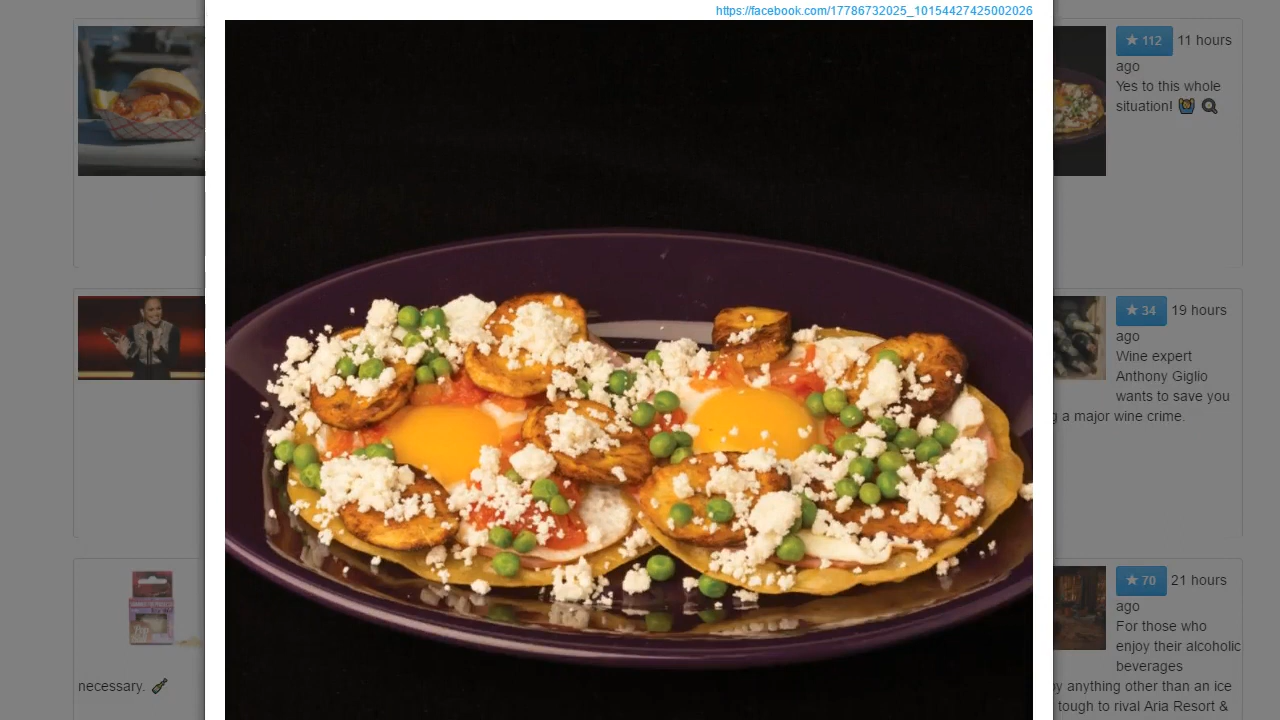 https://facebook.com/17786732025_10154427425002026
★ 112 11 hours
ago
Yes to this whole
situation! 🙆 🔍
★ 34 19 hours
ago
Wine expert
Anthony Giglio
wants to save you
g a major wine crime.
★ 70 21 hours
ago
For those who
enjoy their alcoholic
beverages
necessary. 🍾
y anything other than an ice
tough to rival Aria Resort &